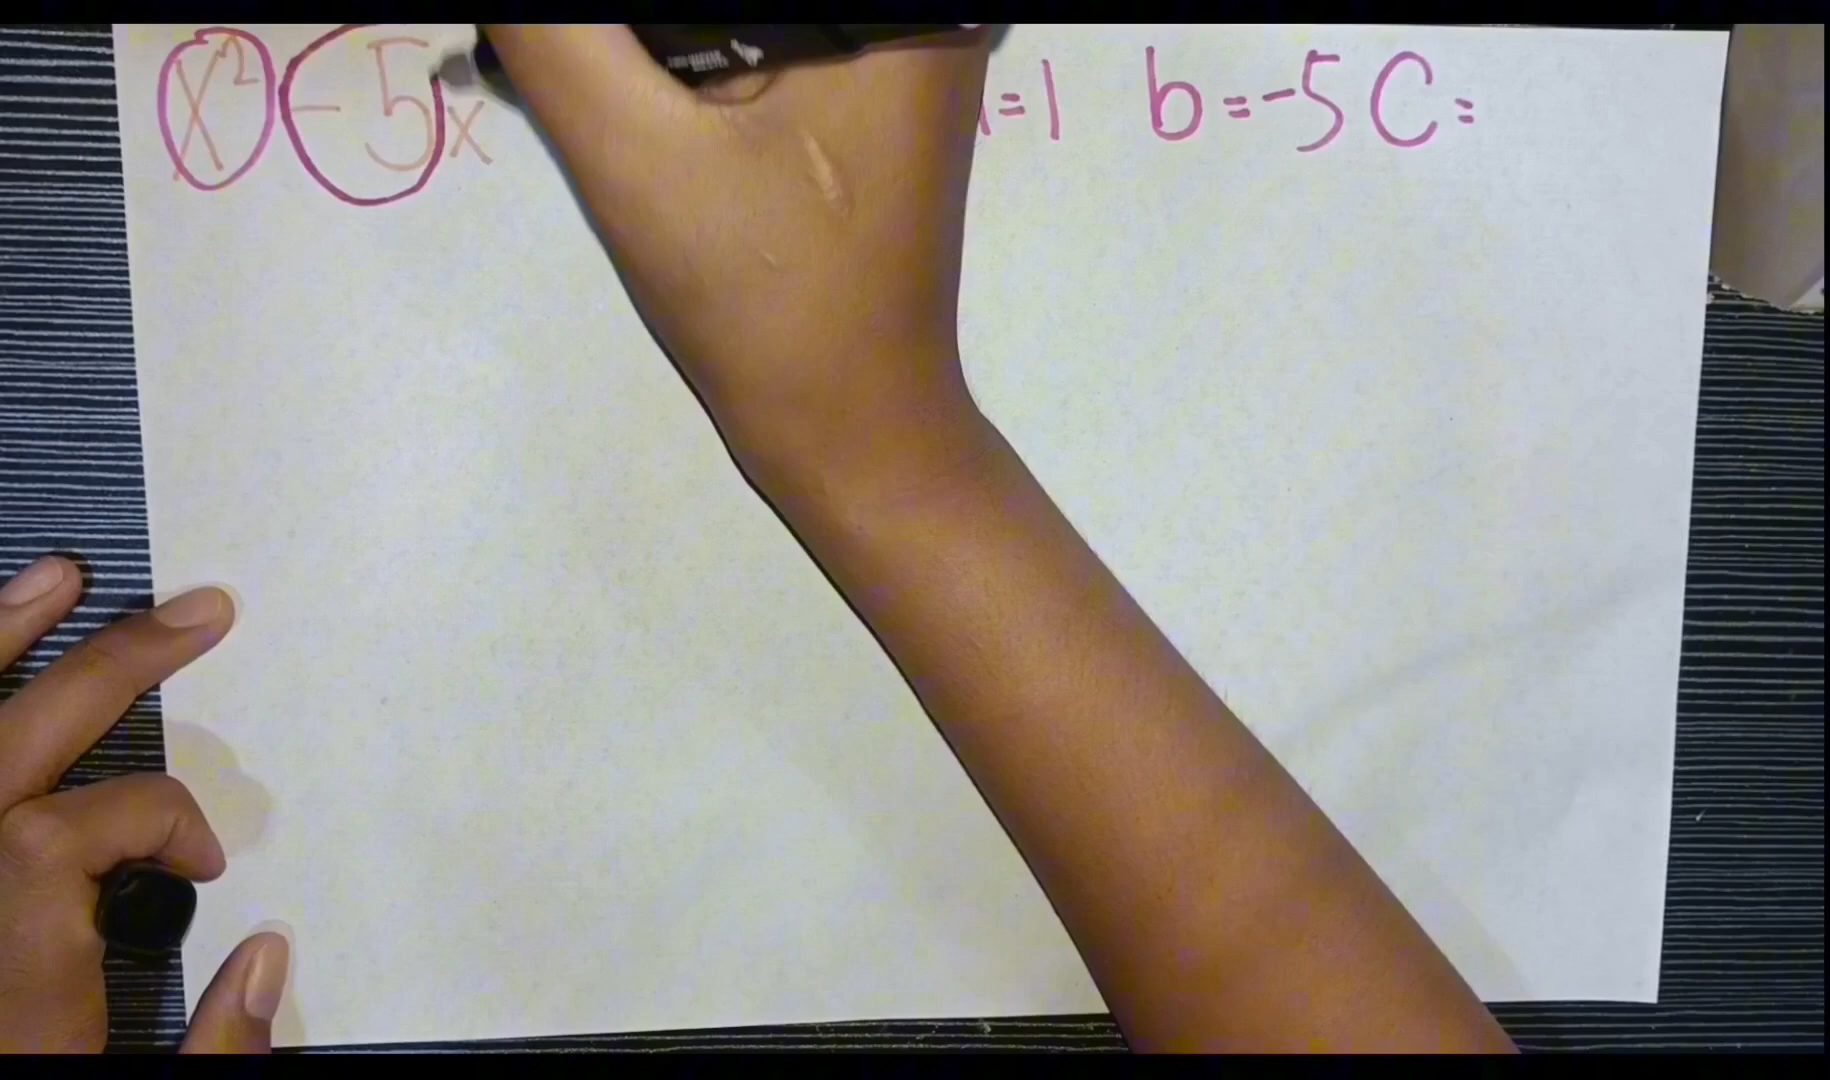 x² - 5x =1 b=-5 C=